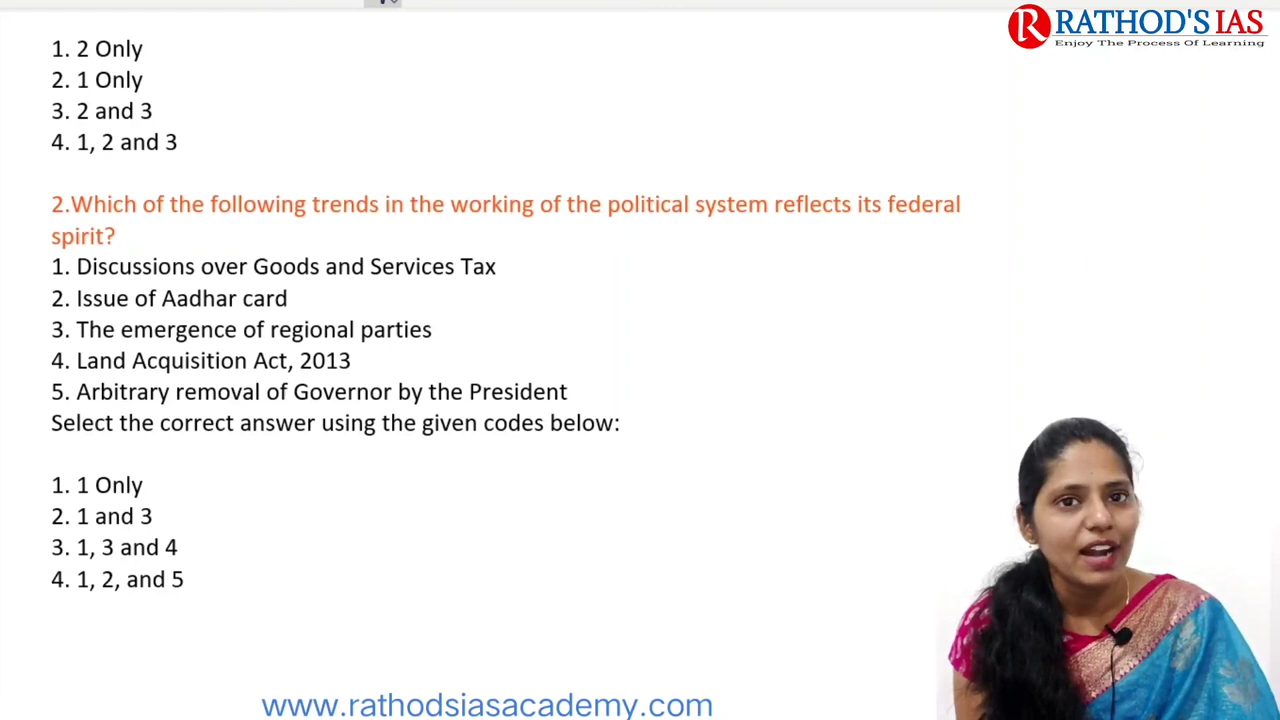 RATHOD'S IAS
Enjoy The Process Of Learning
1. 2 Only
2. 1 Only
3. 2 and 3
4. 1, 2 and 3
2.Which of the following trends in the working of the political system reflects its federal
spirit?
1. Discussions over Goods and Services Tax
2. Issue of Aadhar card
3. The emergence of regional parties
4. Land Acquisition Act, 2013
5. Arbitrary removal of Governor by the President
Select the correct answer using the given codes below:
1. 1 Only
2. 1 and 3
3. 1, 3 and 4
4. 1, 2, and 5
www.rathodsiasacademy.com